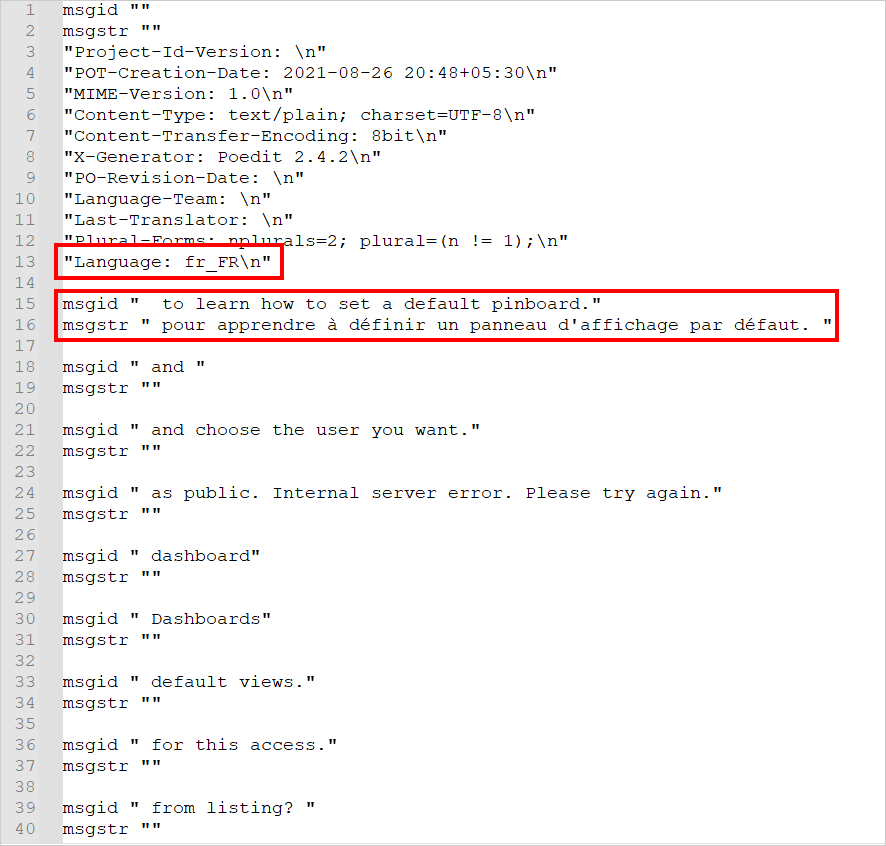 1 msgid ""
2 msgstr ""
3 "Project-Id-Version: \n"
4 "POT-Creation-Date: 2021-08-26 20:48+05:30\n"
5 "MIME-Version: 1.0\n"
6 "Content-Type: text/plain; charset=UTF-8\n"
7 "Content-Transfer-Encoding: 8bit\n"
8 "X-Generator: Poedit 2.4.2\n"
9 "PO-Revision-Date: \n"
10 "Language-Team: \n"
11 "Last-Translator: \n"
12 "Plural-Forms: nplurals=2; plural=(n != 1);\n"
13 "Language: fr_FR\n"
14
15 msgid "  to learn how to set a default pinboard."
16 msgstr " pour apprendre à définir un panneau d'affichage par défaut. "
17
18 msgid " and "
19 msgstr ""
20
21 msgid " and choose the user you want."
22 msgstr ""
23
24 msgid " as public. Internal server error. Please try again."
25 msgstr ""
26
27 msgid " dashboard"
28 msgstr ""
29
30 msgid " Dashboards"
31 msgstr ""
32
33 msgid " default views."
34 msgstr ""
35
36 msgid " for this access."
37 msgstr ""
38
39 msgid " from listing? "
40 msgstr ""